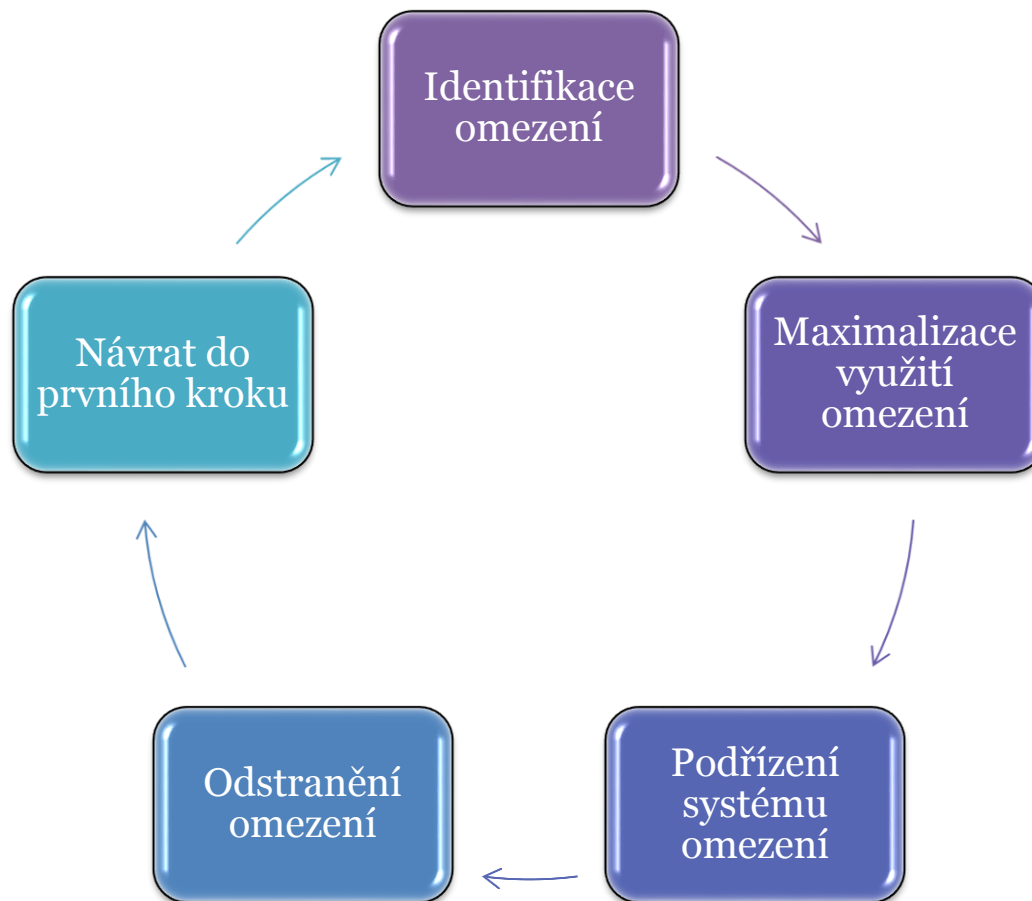 Identifikace
omezení
Maximalizace
využití
omezení
Podřízení
systému
omezení
Odstranění
omezení
Návrat do
prvního kroku